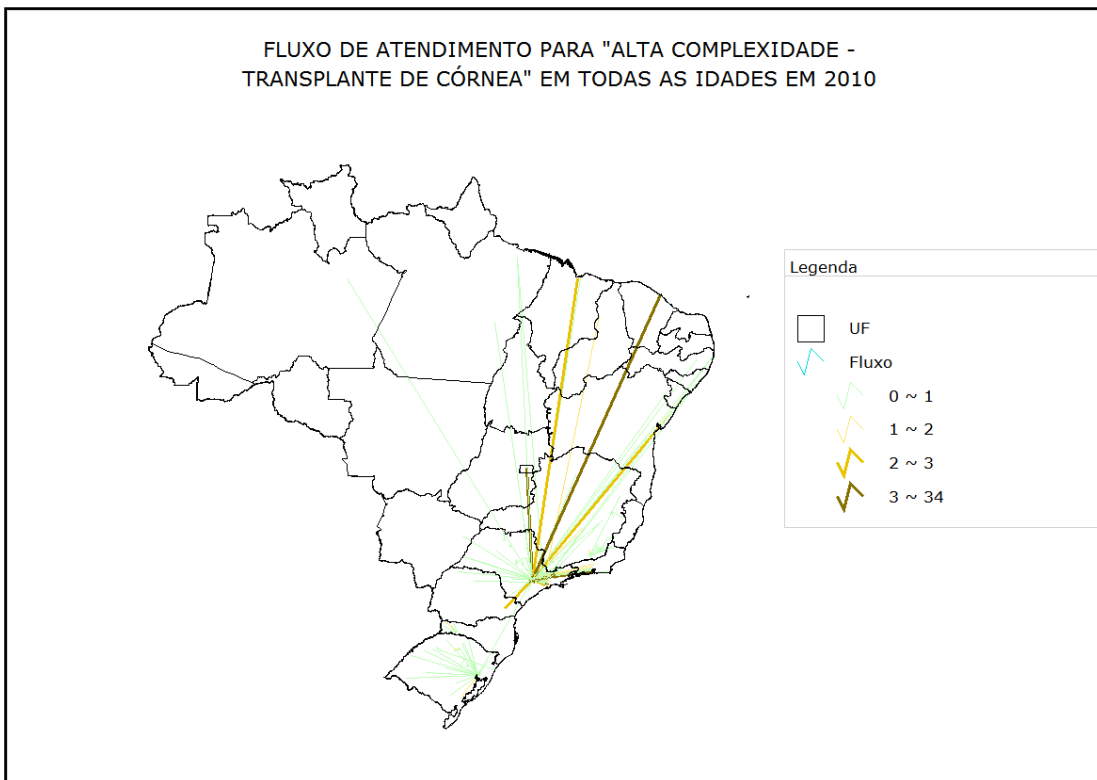 FLUXO DE ATENDIMENTO PARA "ALTA COMPLEXIDADE -
TRANSPLANTE DE CÓRNEA" EM TODAS AS IDADES EM 2010
Legenda
UF
Fluxo
0 ~ 1
1 ~ 2
2 ~ 3
3 ~ 34